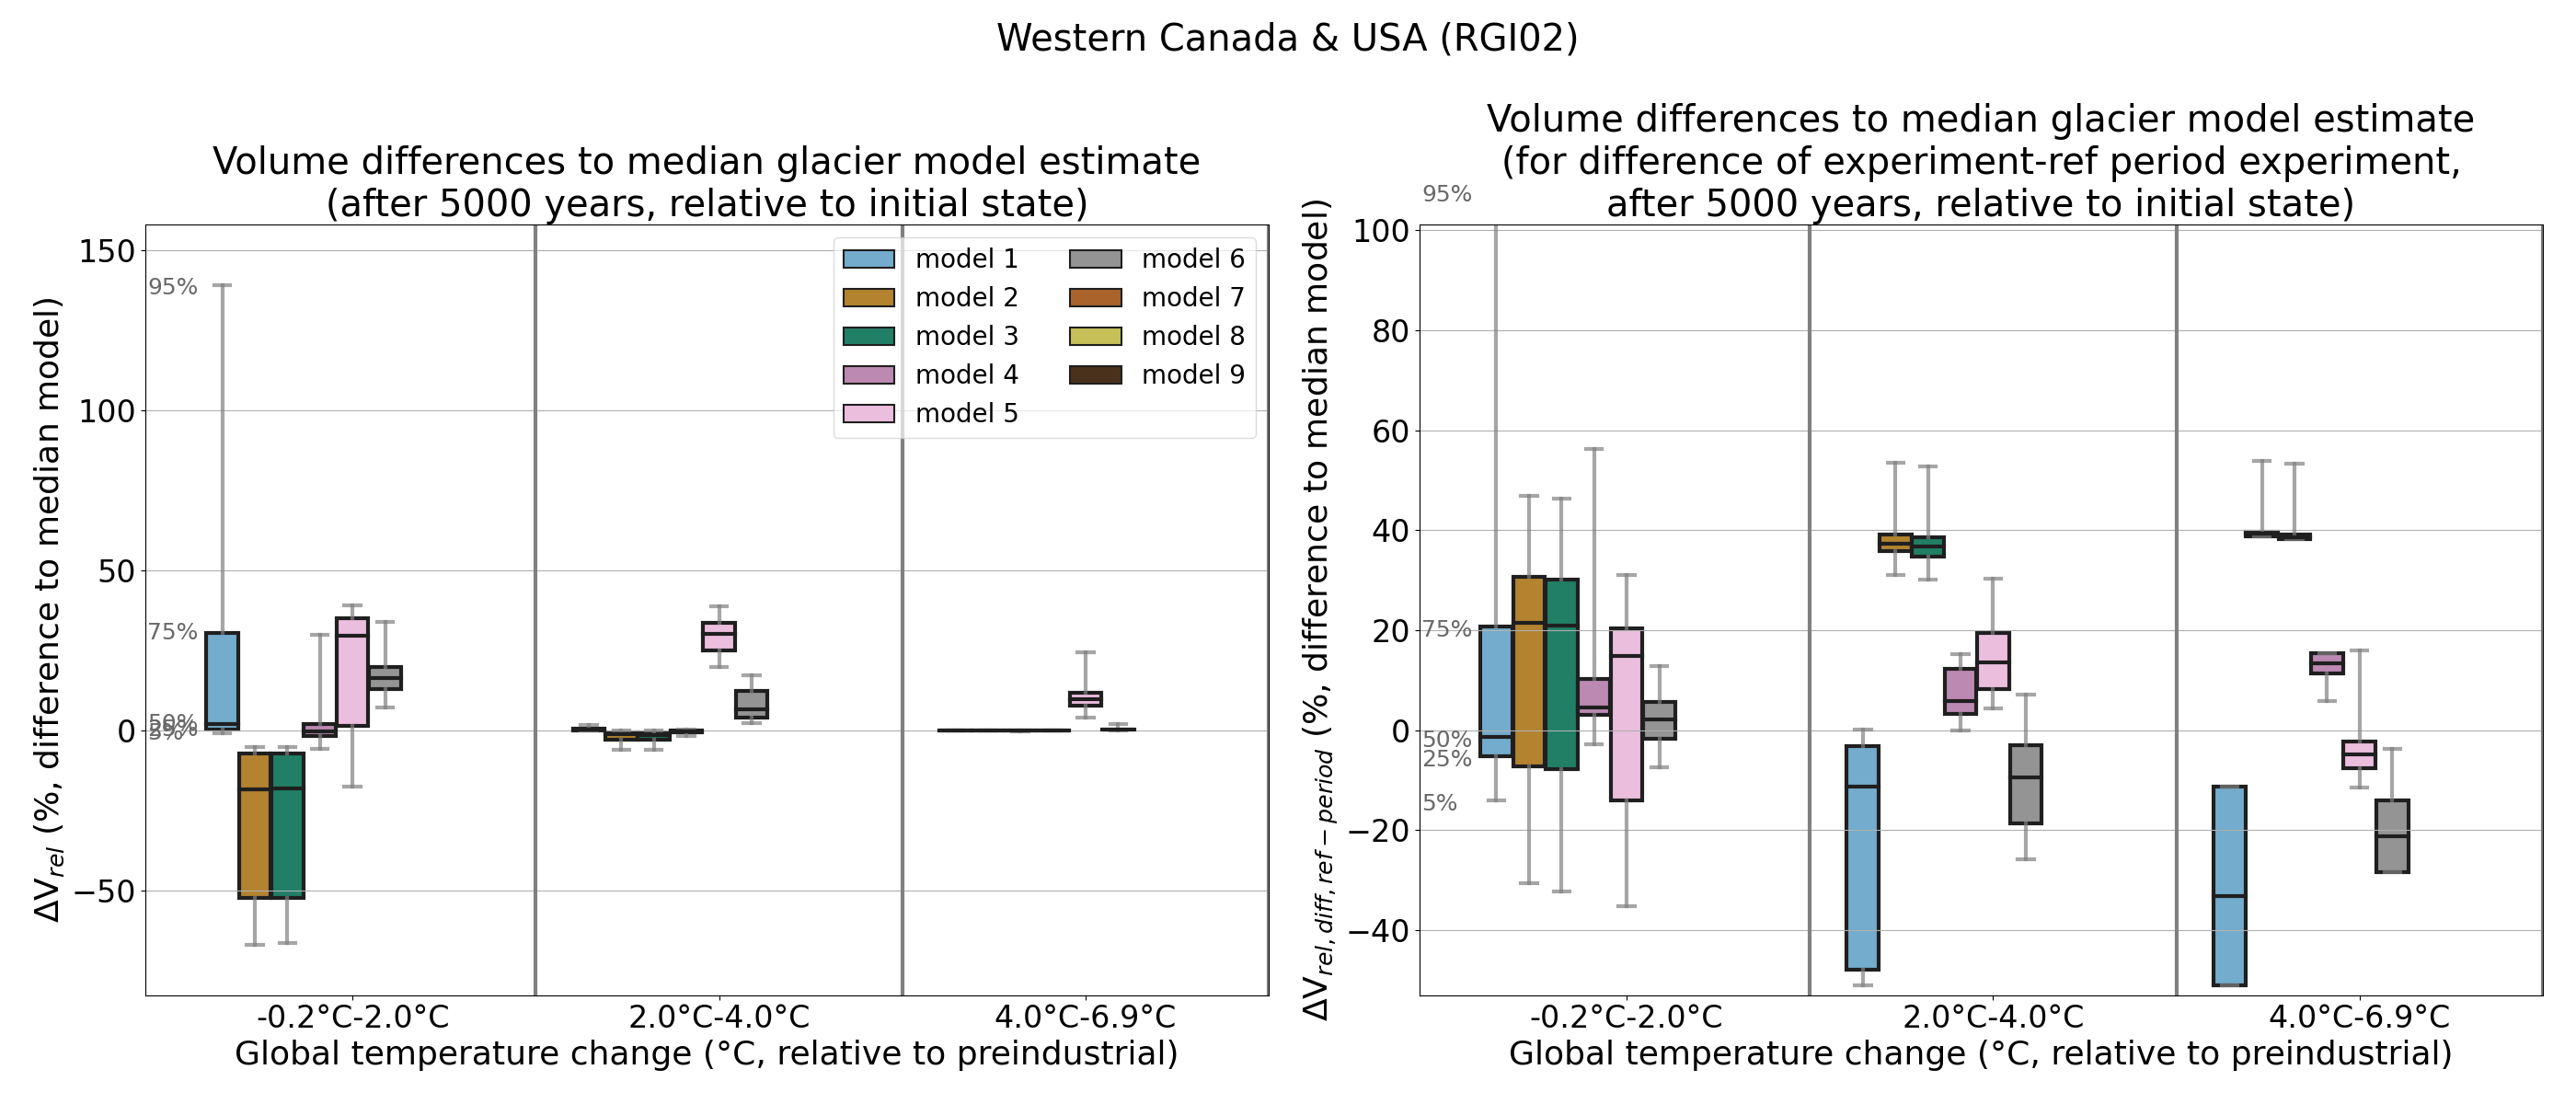 Western Canada & USA (RGI02)
Volume differences to median glacier model estimate
(after 5000 years, relative to initial state)
ΔV_rel (%, difference to median model)
150
100
50
0
−50
95%
75%
50%
25%
5%
model 1
model 2
model 3
model 4
model 5
model 6
model 7
model 8
model 9
-0.2°C-2.0°C
2.0°C-4.0°C
4.0°C-6.9°C
Global temperature change (°C, relative to preindustrial)
Volume differences to median glacier model estimate
(for difference of experiment-ref period experiment,
after 5000 years, relative to initial state)
ΔV_rel, diff, ref − period (%, difference to median model)
100
80
60
40
20
0
−20
−40
95%
75%
50%
25%
5%
-0.2°C-2.0°C
2.0°C-4.0°C
4.0°C-6.9°C
Global temperature change (°C, relative to preindustrial)